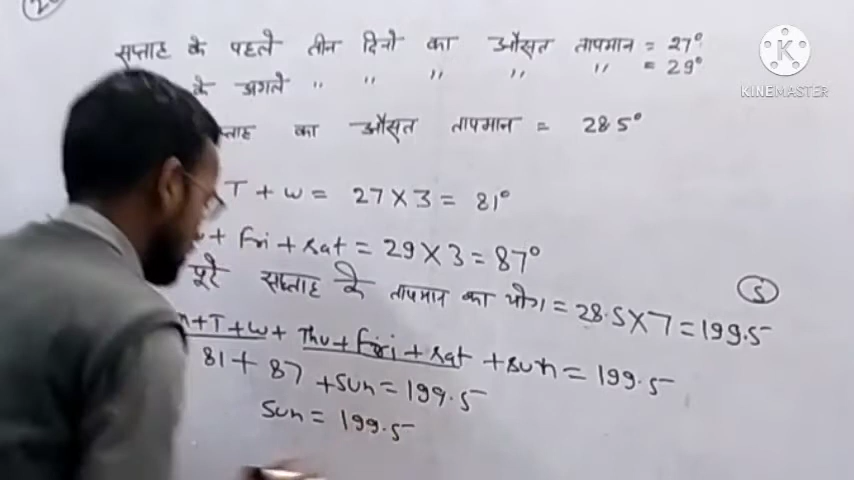 सप्ताह के पहले तीन दिनो का औसत तापमान = 27°
के अगले " " " " " = 29°
का औसत तापमान = 28.5°
T + W = 27 × 3 = 81°
+ Fri + Sat = 29 × 3 = 87°
पूरे सप्ताह के तापमान का योग = 28.5 × 7 = 199.5
+ T + W + Thu + Fri + Sat + Sun = 199.5
81 + 87 + Sun = 199.5
Sun = 199.5
5
KINEMASTER